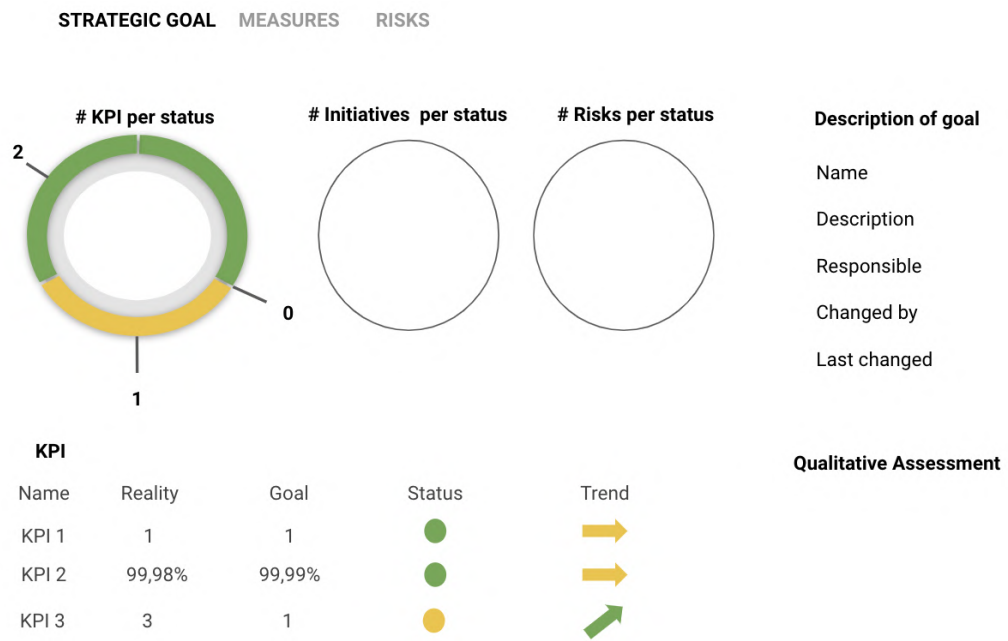 STRATEGIC GOAL MEASURES RISKS
# KPI per status
2
0
1
# Initiatives per status
# Risks per status
Description of goal
Name
Description
Responsible
Changed by
Last changed
KPI
Name Reality Goal Status Trend
KPI 1 1 1
KPI 2 99,98% 99,99%
KPI 3 3 1
Qualitative Assessment